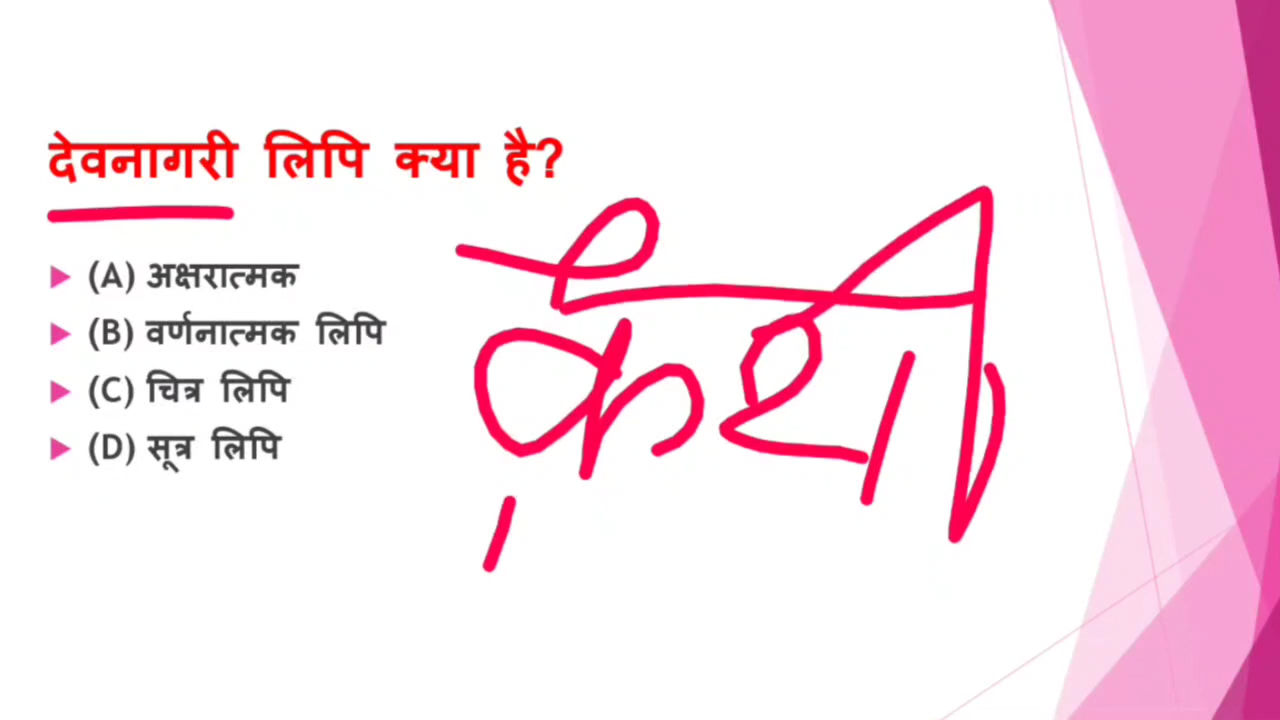 देवनागरी लिपि क्या है?
(A) अक्षरात्मक
(B) वर्णनात्मक लिपि
(C) चित्र लिपि
(D) सूत्र लिपि
कैथी